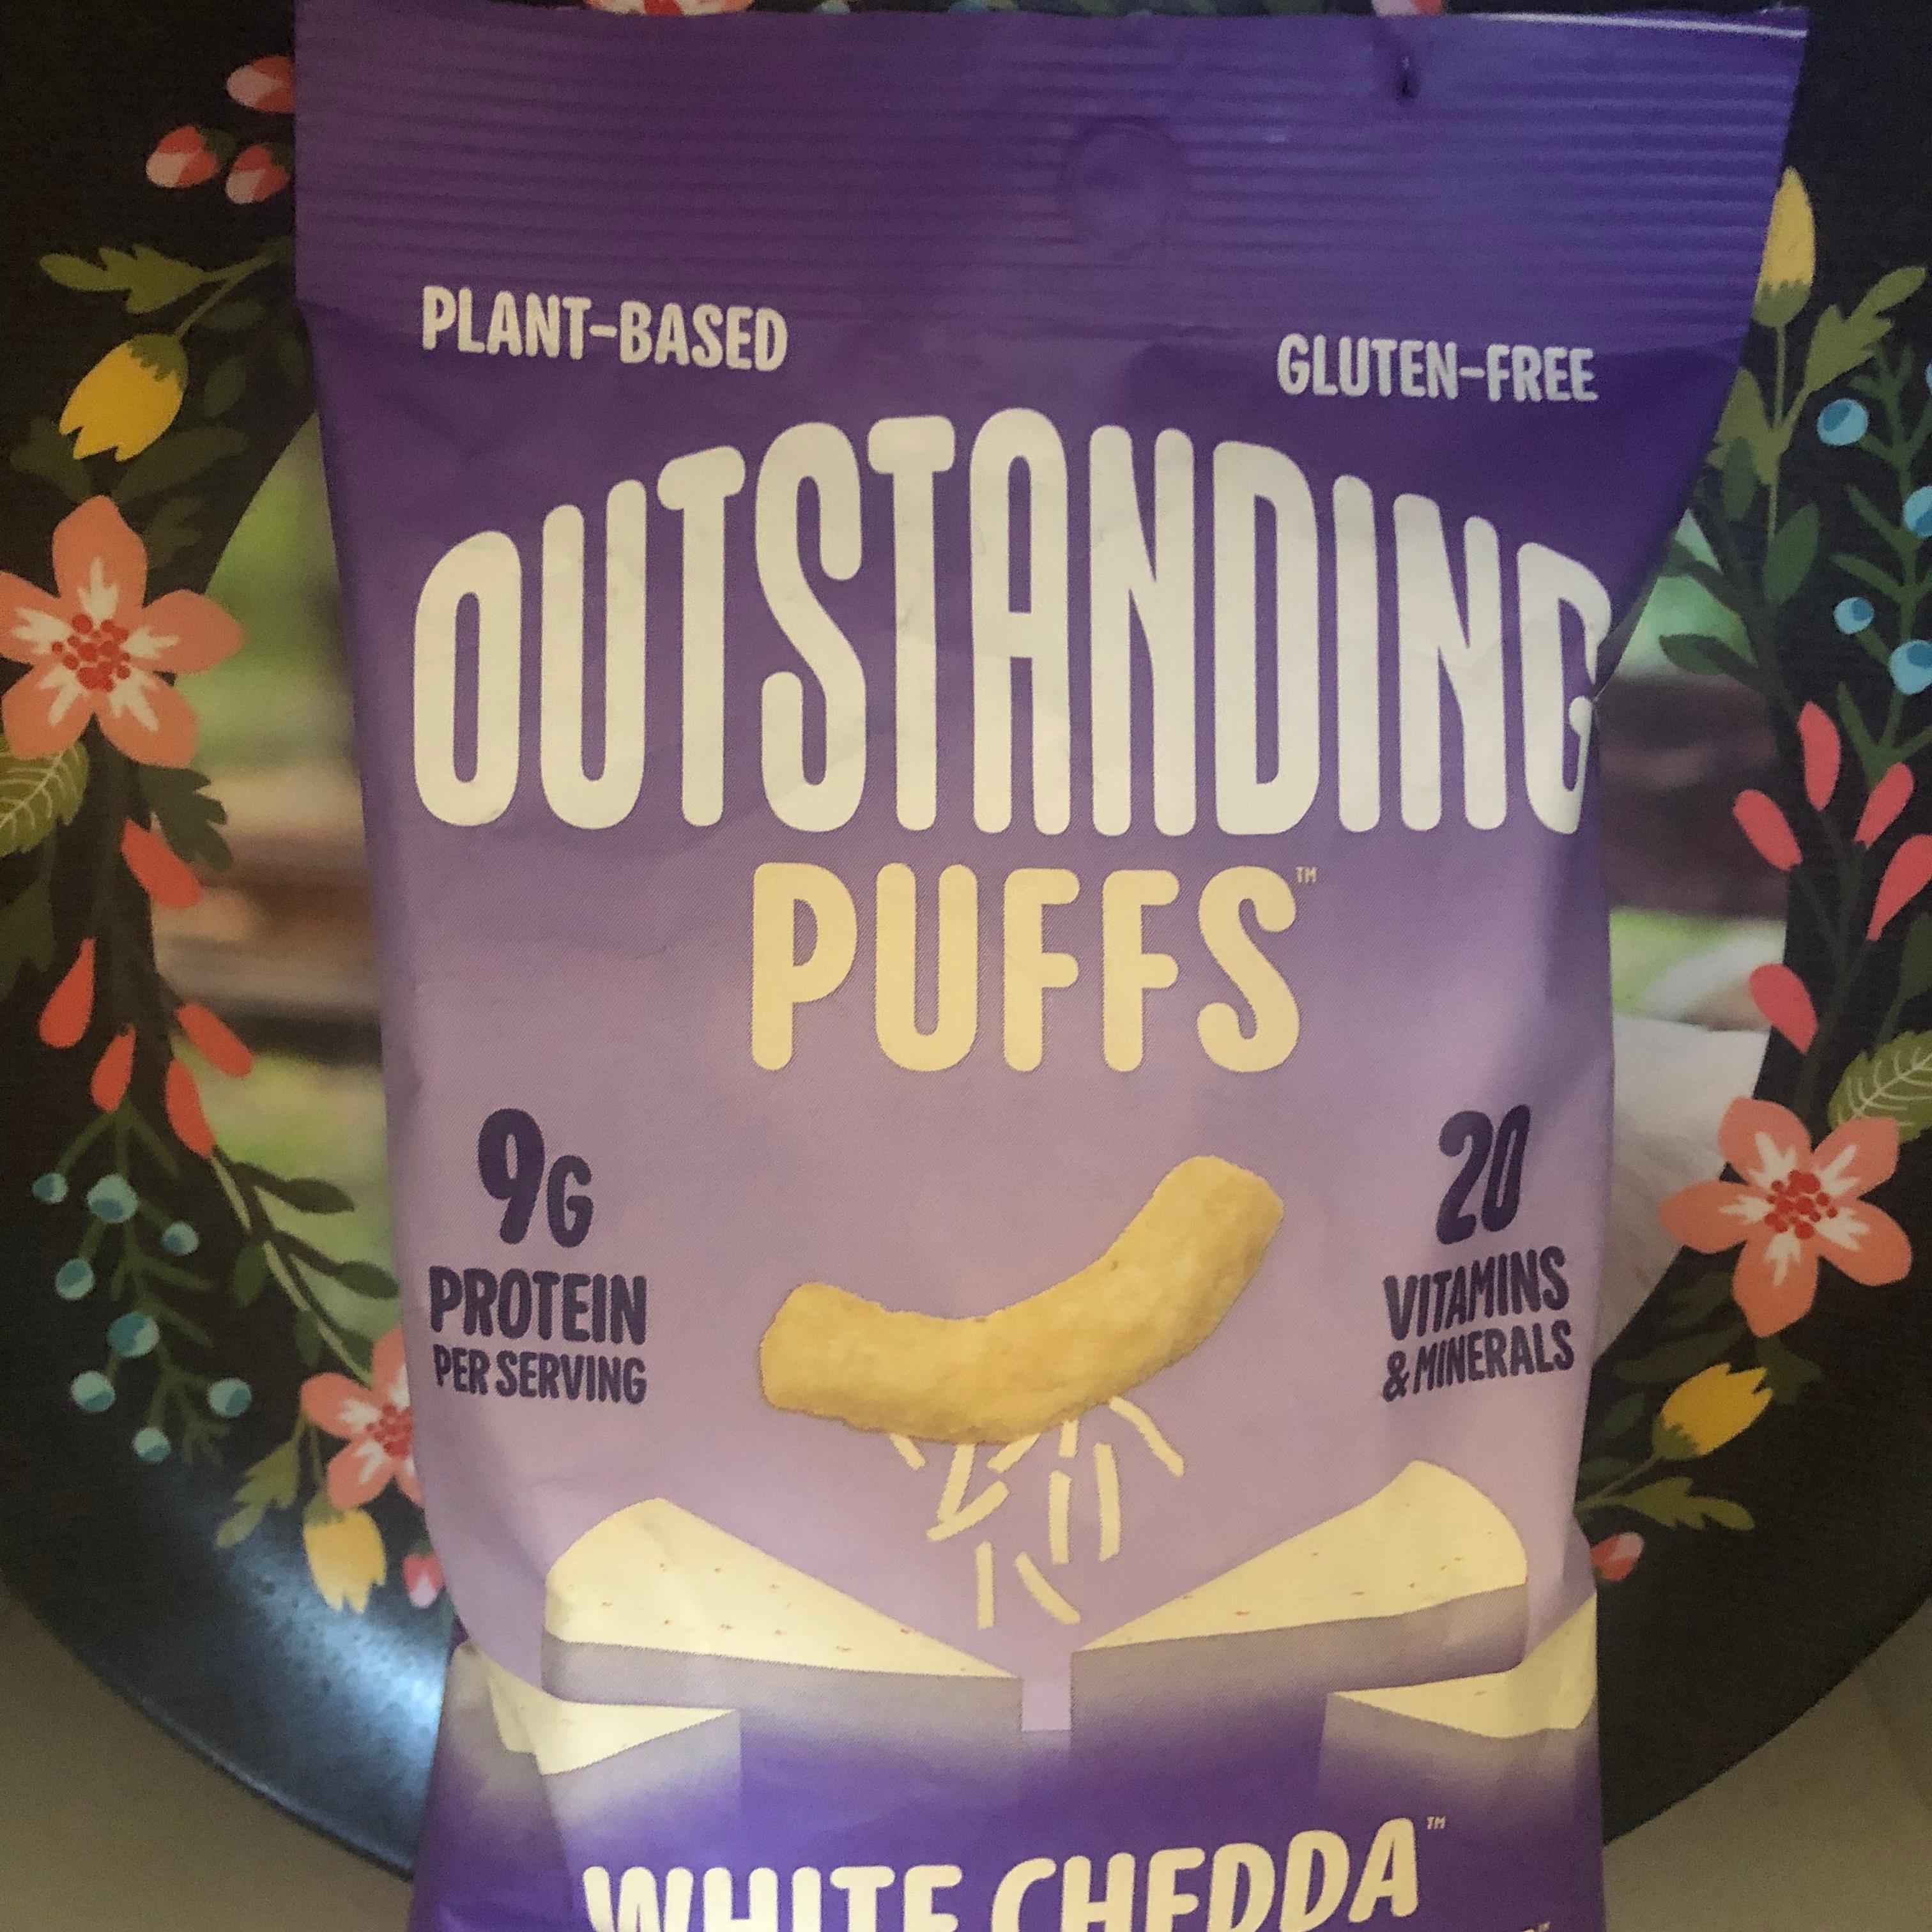 PLANT-BASED
GLUTEN-FREE
OUTSTANDING
PUFFS™
9G
PROTEIN
PER SERVING
20
VITAMINS
& MINERALS
WHITE CHEDDA™